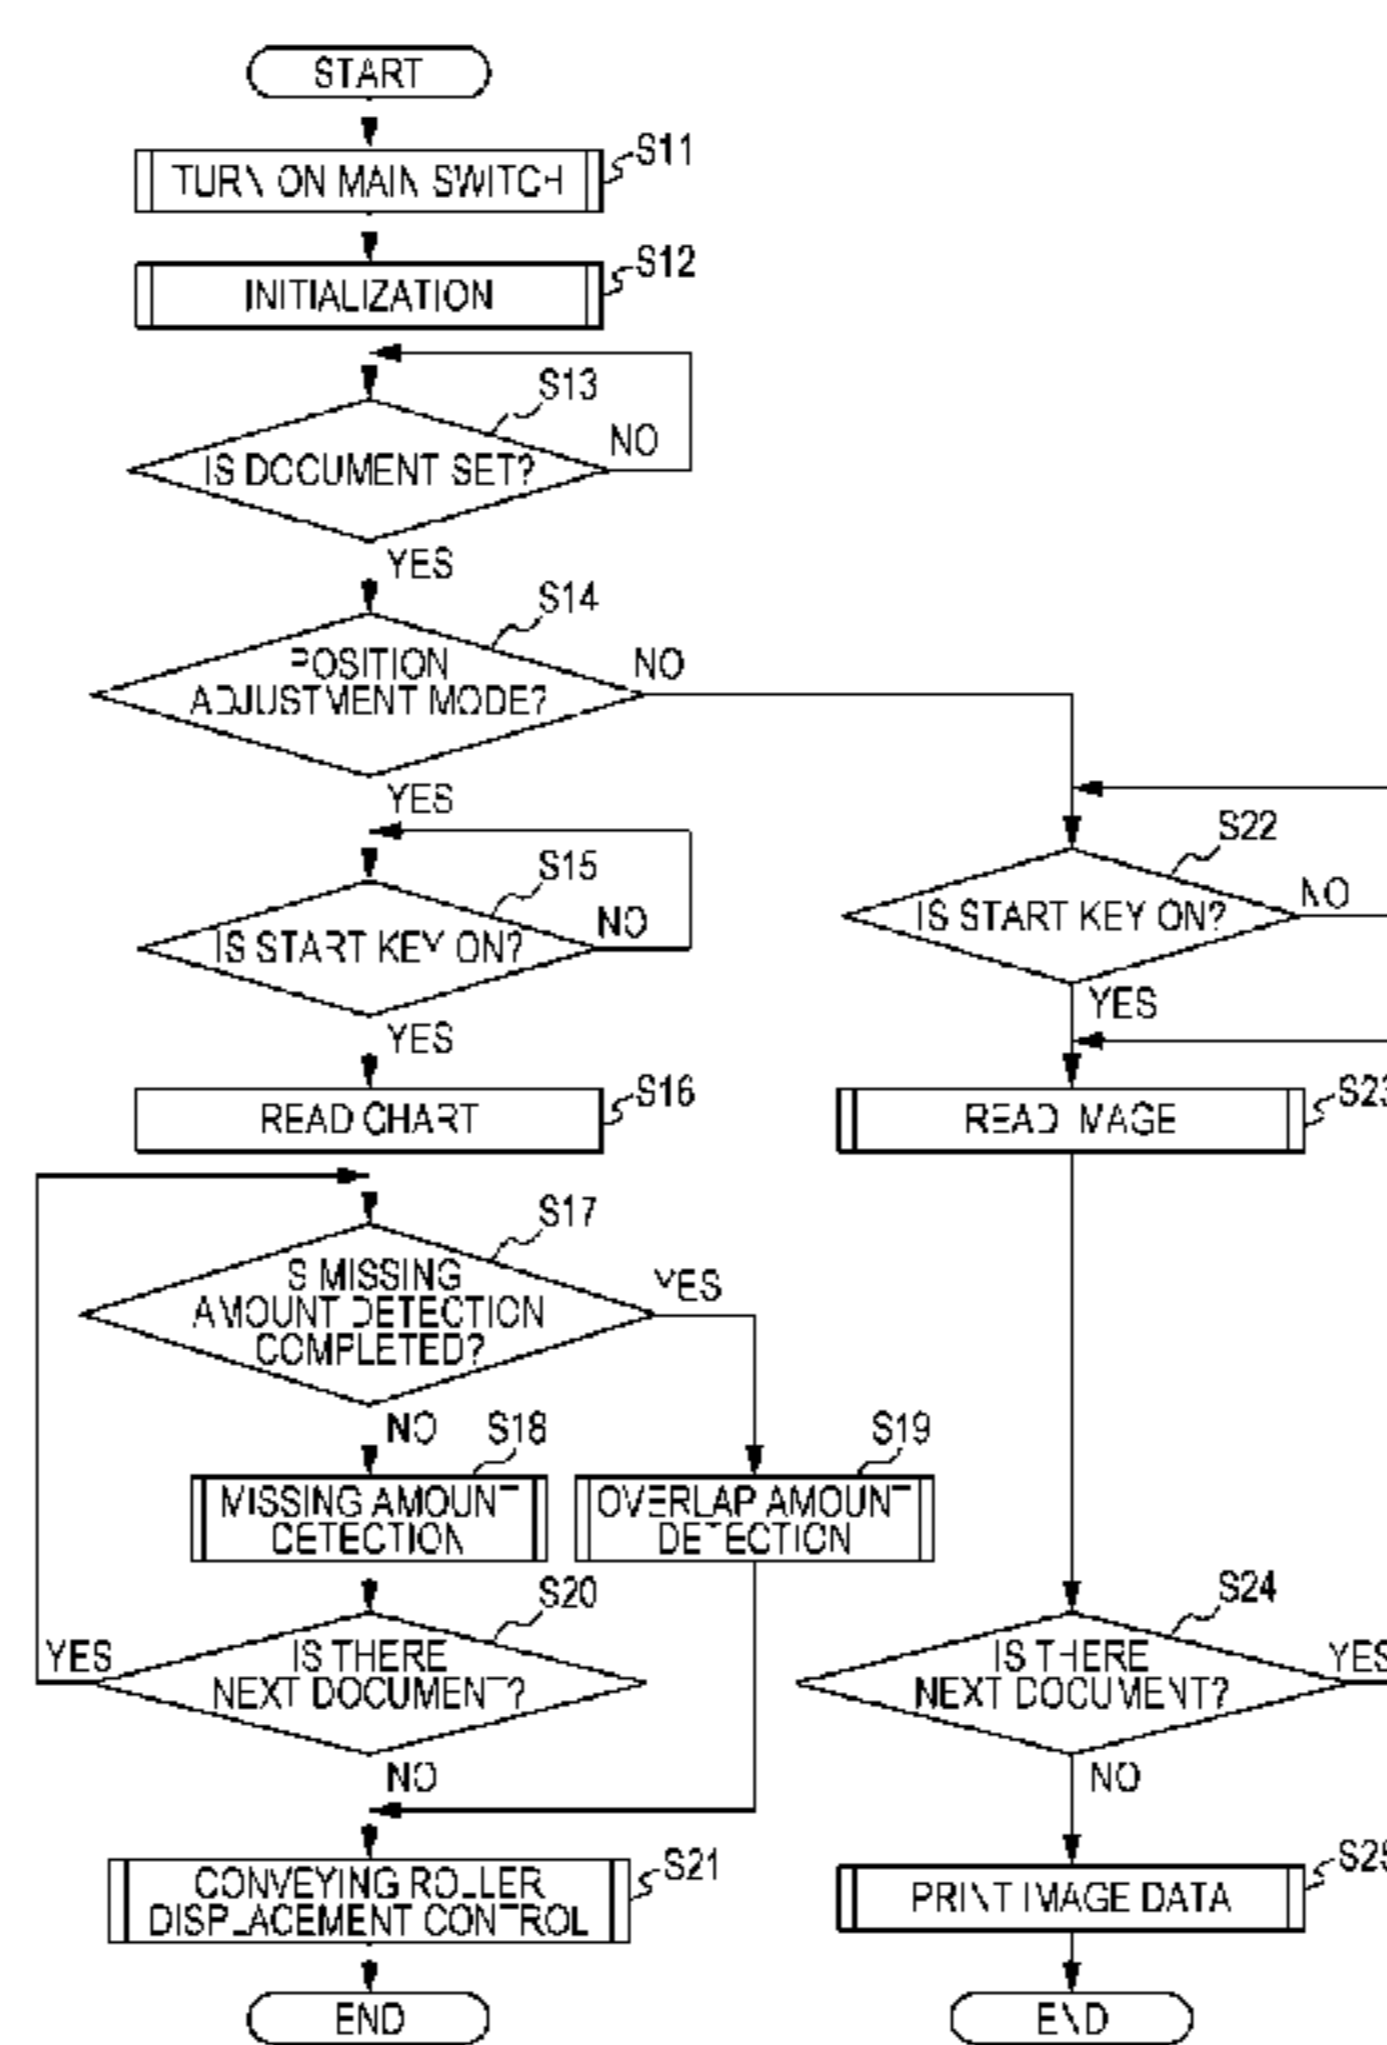 START
TURN ON MAIN SWITCH
S11
INITIALIZATION
S12
S13
IS DOCUMENT SET?
NO
YES
S14
POSITION
ADJUSTMENT MODE?
NO
YES
S15
IS START KEY ON?
NO
YES
READ CHART
S16
S17
IS MISSING
AMOUNT DETECTION
COMPLETED?
YES
NO
S18
MISSING AMOUNT
DETECTION
S19
OVERLAP AMOUNT
DETECTION
S20
IS THERE
NEXT DOCUMENT?
YES
NO
CONVEYING ROLLER
DISPLACEMENT CONTROL
S21
END
S22
IS START KEY ON?
NO
YES
READ IMAGE
S23
S24
IS THERE
NEXT DOCUMENT?
YES
NO
PRINT IMAGE DATA
S25
END